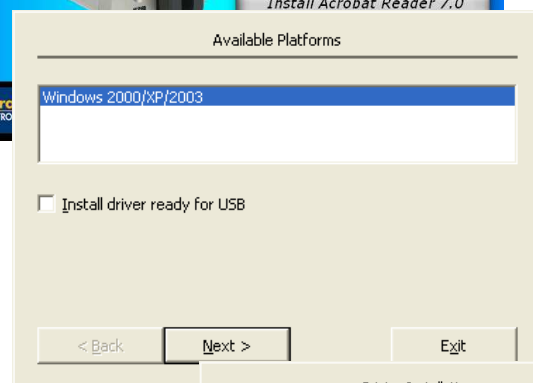 Install Acrobat Reader 7.0
Available Platforms
Windows 2000/XP/2003
Install driver ready for USB
< Back
Next >
Exit